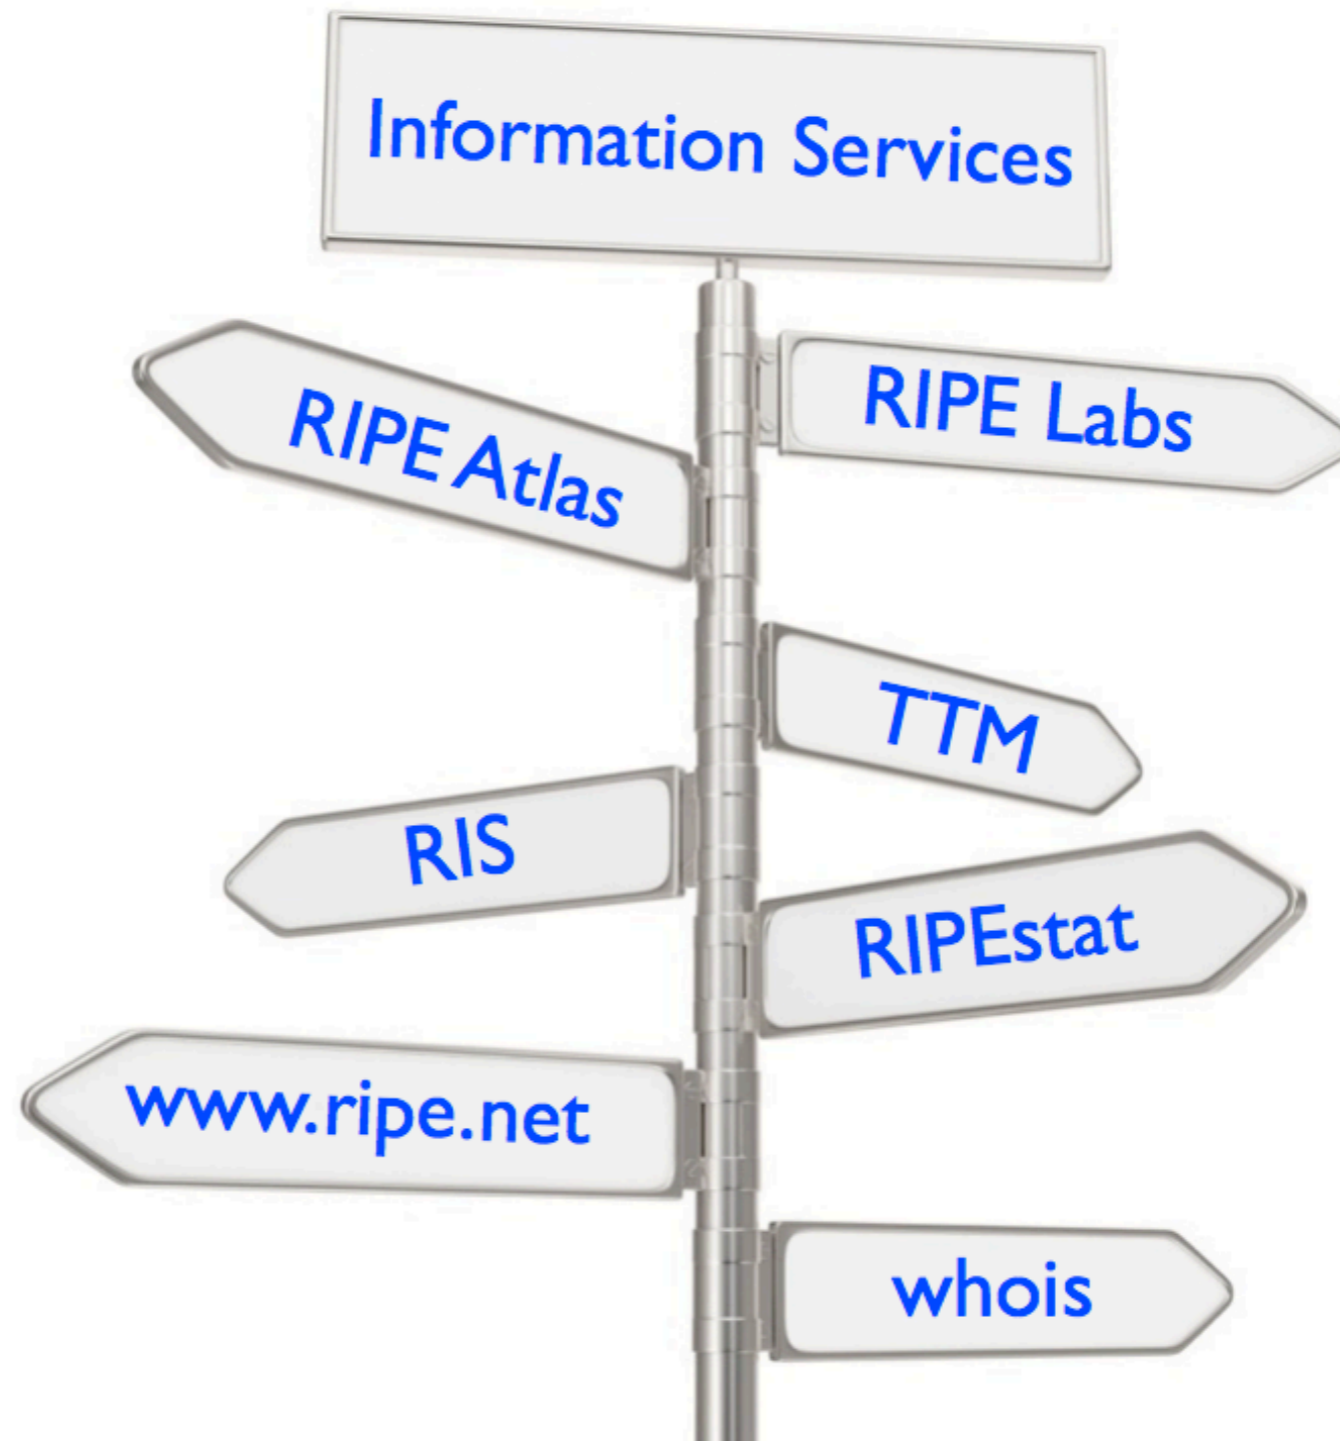 Information Services
RIPE Labs
RIPE Atlas
TTM
RIS
RIPEstat
www.ripe.net
whois